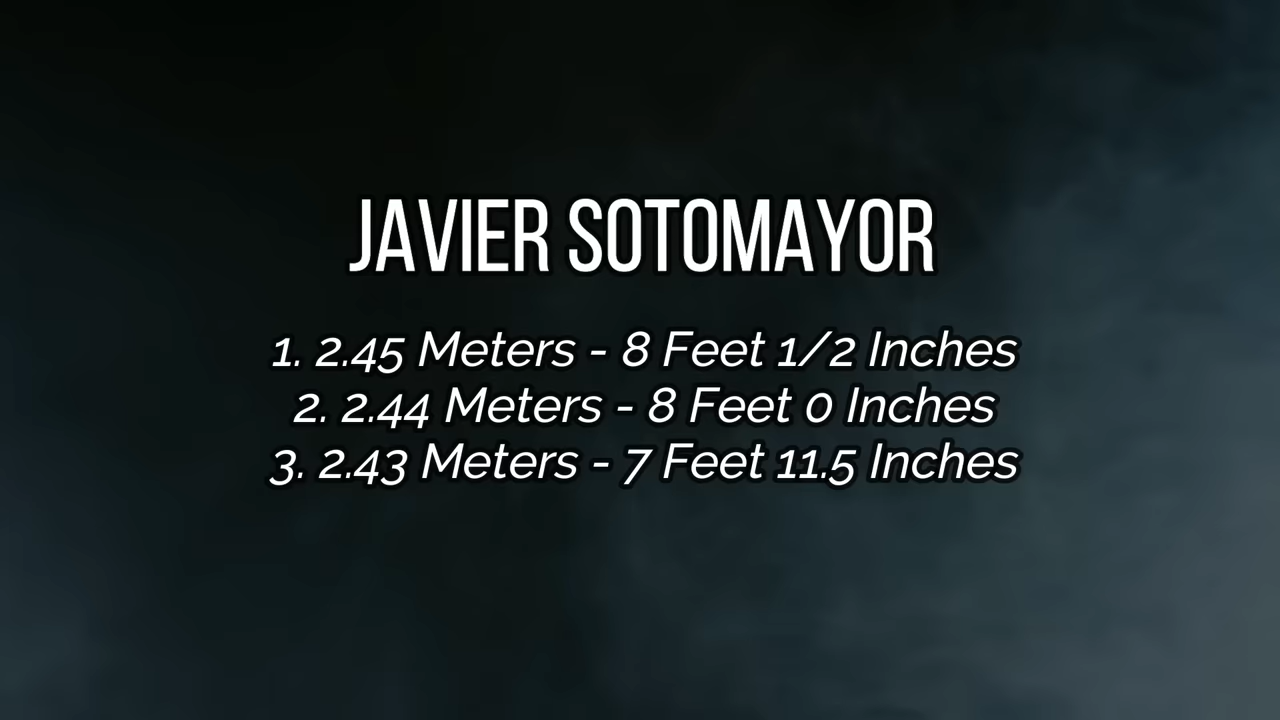 JAVIER SOTOMAYOR
1. 2.45 Meters - 8 Feet 1/2 Inches
2. 2.44 Meters - 8 Feet 0 Inches
3. 2.43 Meters - 7 Feet 11.5 Inches